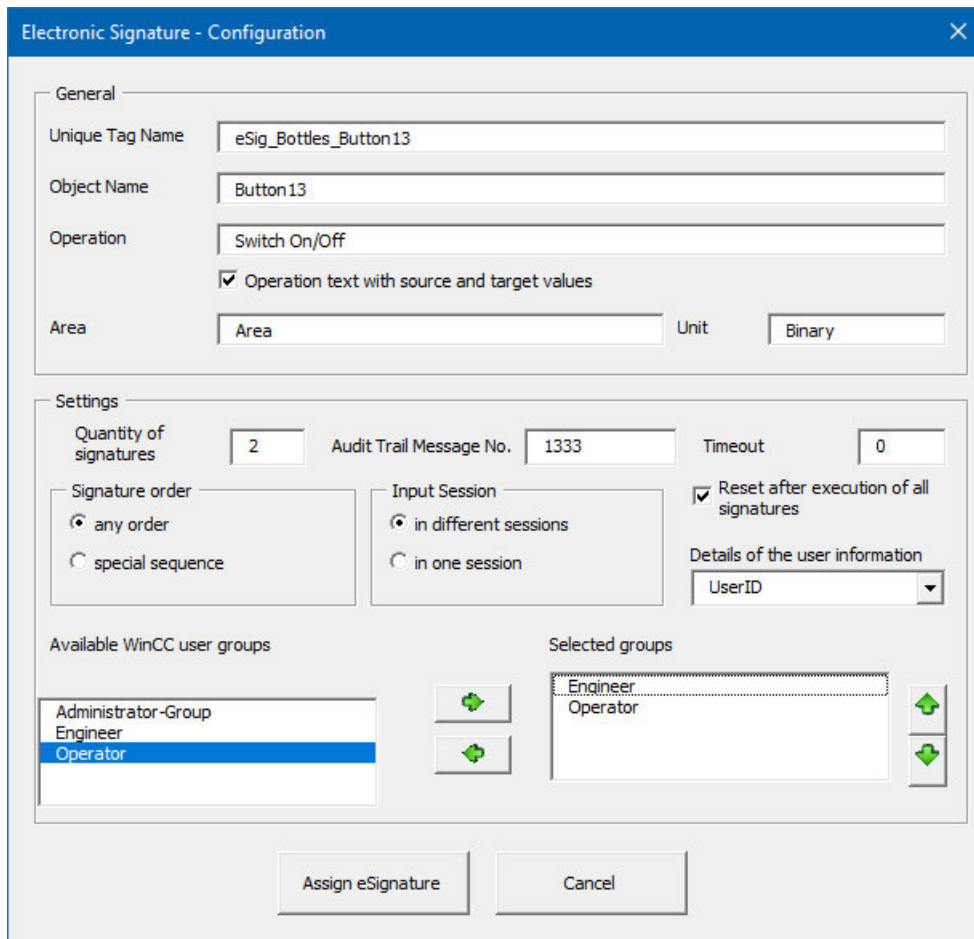 Electronic Signature - Configuration
General
Unique Tag Name
eSig_Bottles_Button13
Object Name
Button13
Operation
Switch On/Off
Operation text with source and target values
Area
Area
Unit
Binary
Settings
Quantity of
signatures
2
Audit Trail Message No.
1333
Timeout
0
Signature order
any order
special sequence
Input Session
in different sessions
in one session
Reset after execution of all
signatures
Details of the user information
UserID
Available WinCC user groups
Administrator-Group
Engineer
Operator
Selected groups
Engineer
Operator
Assign eSignature
Cancel